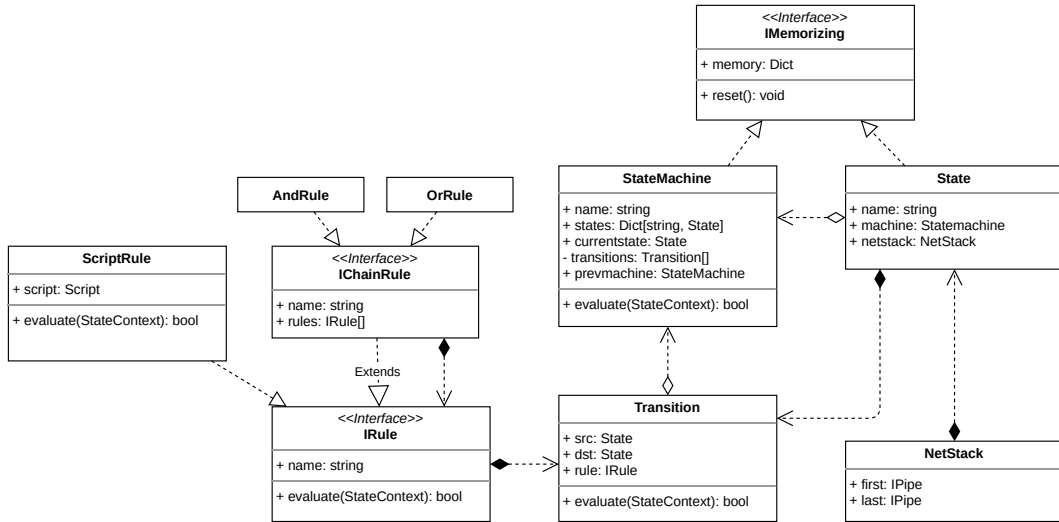 <<Interface>>
IMemorizing
+ memory: Dict
+ reset(): void
StateMachine
+ name: string
+ states: Dict[string, State]
+ currentstate: State
- transitions: Transition[]
+ prevmachine: StateMachine
+ evaluate(StateContext): bool
State
+ name: string
+ machine: Statemachine
+ netstack: NetStack
AndRule
OrRule
ScriptRule
+ script: Script
+ evaluate(StateContext): bool
<<Interface>>
IChainRule
+ name: string
+ rules: IRule[]
Extends
<<Interface>>
IRule
+ name: string
+ evaluate(StateContext): bool
Transition
+ src: State
+ dst: State
+ rule: IRule
+ evaluate(StateContext): bool
NetStack
+ first: IPipe
+ last: IPipe